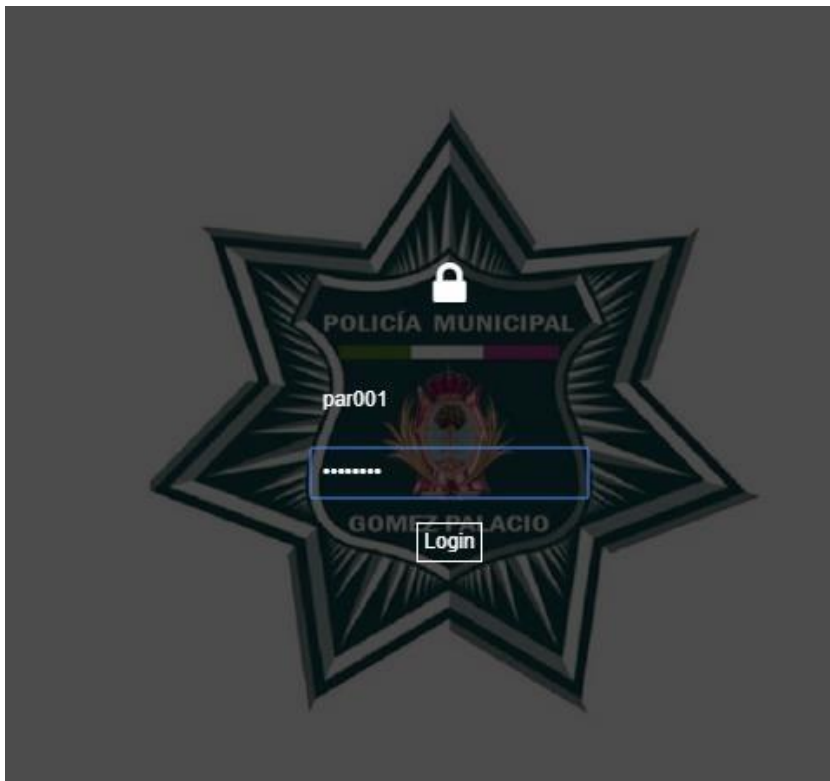 POLICÍA MUNICIPAL
par001
••••••••
GOMEZ PALACIO
Login